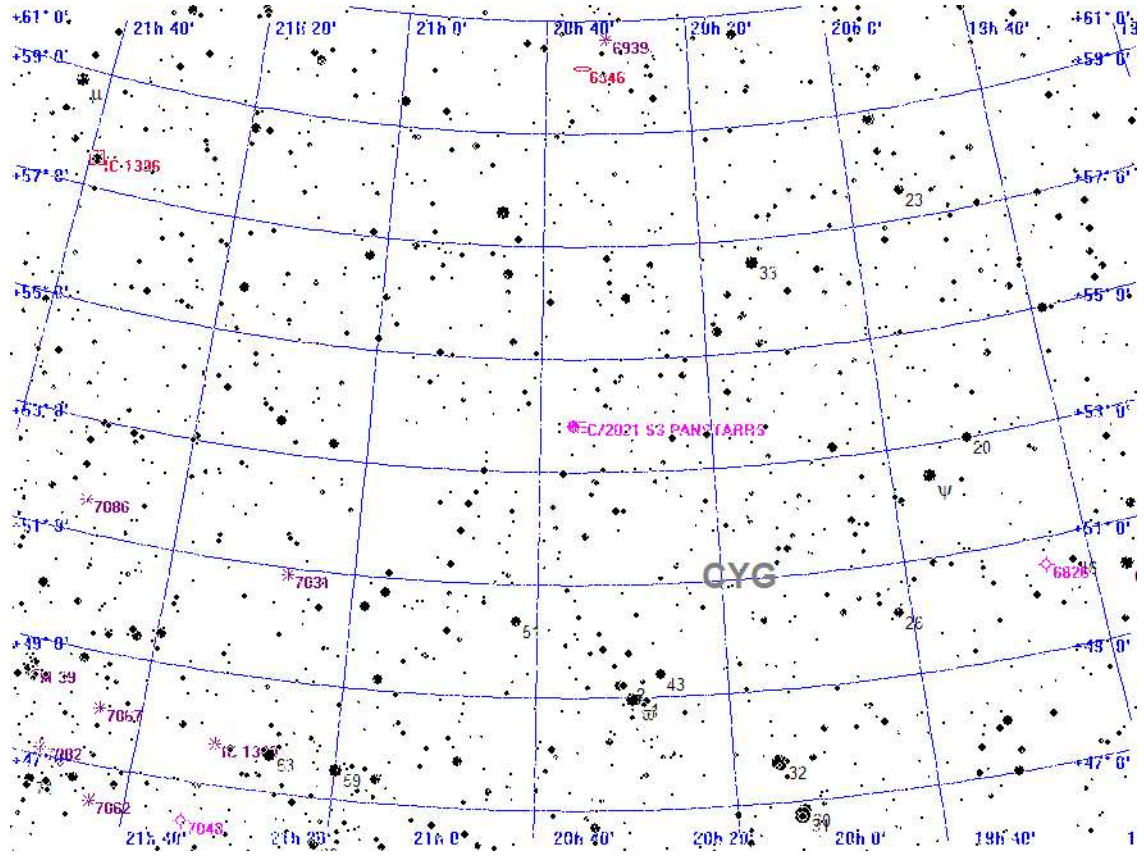 +61° 0'
21h 40'
21h 20'
21h 0'
20h 40'
20h 20'
20h 0'
19h 40'
+61° 0'
6939
+59° 0'
6946
+59° 0'
μ
IC 1396
+57° 0'
+57° 0'
23
33
+55° 0'
+55° 0'
+53° 0'
C/2021 S3 PANSTARRS
+53° 0'
20
ψ
7086
+51° 0'
+51° 0'
7031
CYG
6826
26
51
+49° 0'
+49° 0'
M 39
43
7067
7082
63
59
32
+47° 0'
+47° 0'
7062
7048
21h 40'
21h 20'
21h 0'
20h 40'
20h 20'
20h 0'
19h 40'